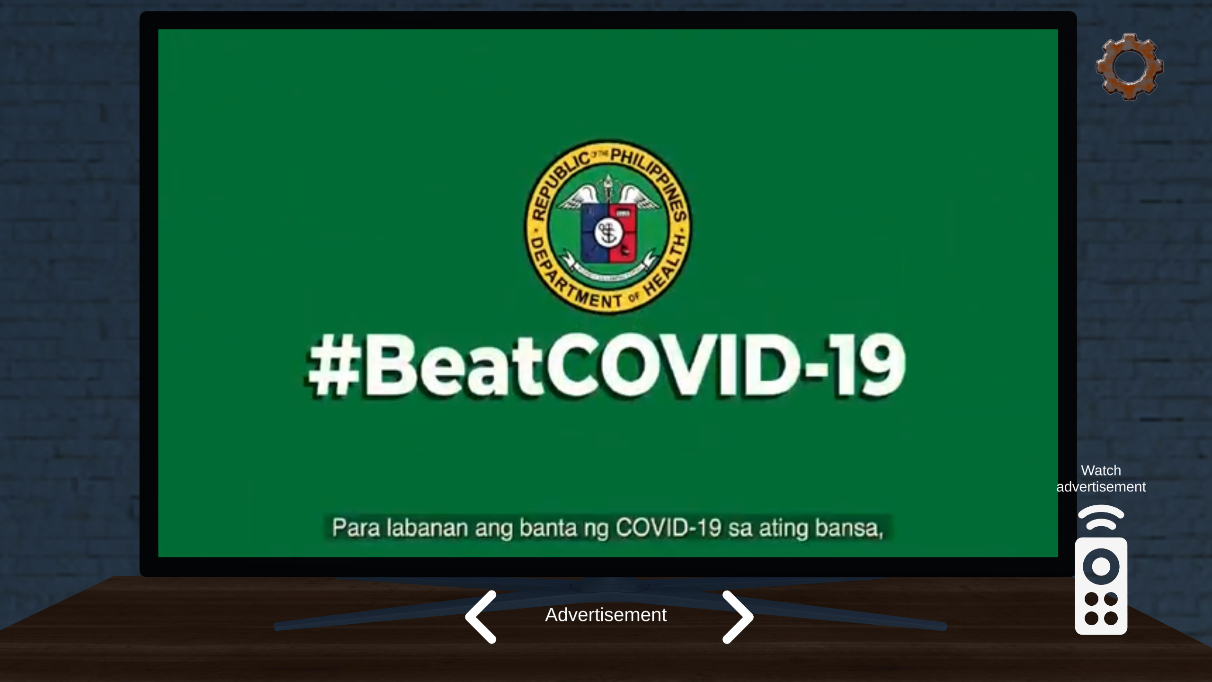 REPUBLIC OF THE PHILIPPINES
DEPARTMENT OF HEALTH
#BeatCOVID-19
Para labanan ang banta ng COVID-19 sa ating bansa,
Watch
advertisement
Advertisement